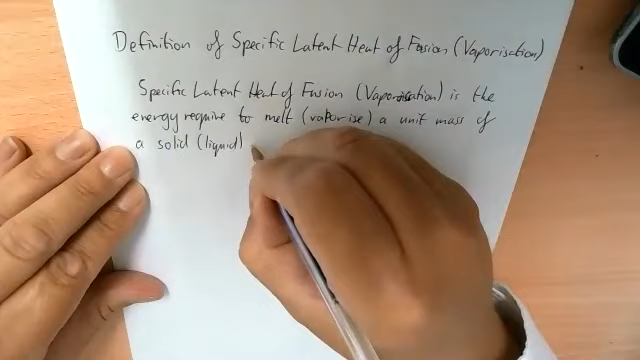 Definition of Specific Latent Heat of Fusion (Vaporisation)
Specific Latent Heat of Fusion (Vaporisation) is the
energy require to melt (vaporise) a unit mass of
a solid (liquid)